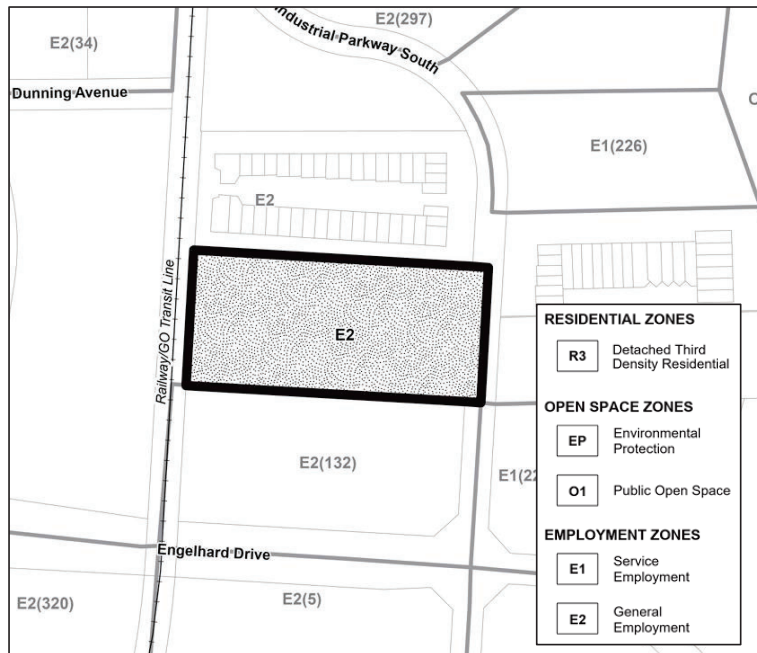 E2(34)
E2(297)
Industrial Parkway South
Dunning Avenue
E1(226)
E2
Railway/GO Transit Line
E2
E2(132)
Engelhard Drive
E2(320)
E2(5)
RESIDENTIAL ZONES
R3 Detached Third
Density Residential
OPEN SPACE ZONES
EP Environmental
Protection
O1 Public Open Space
EMPLOYMENT ZONES
E1 Service
Employment
E2 General
Employment